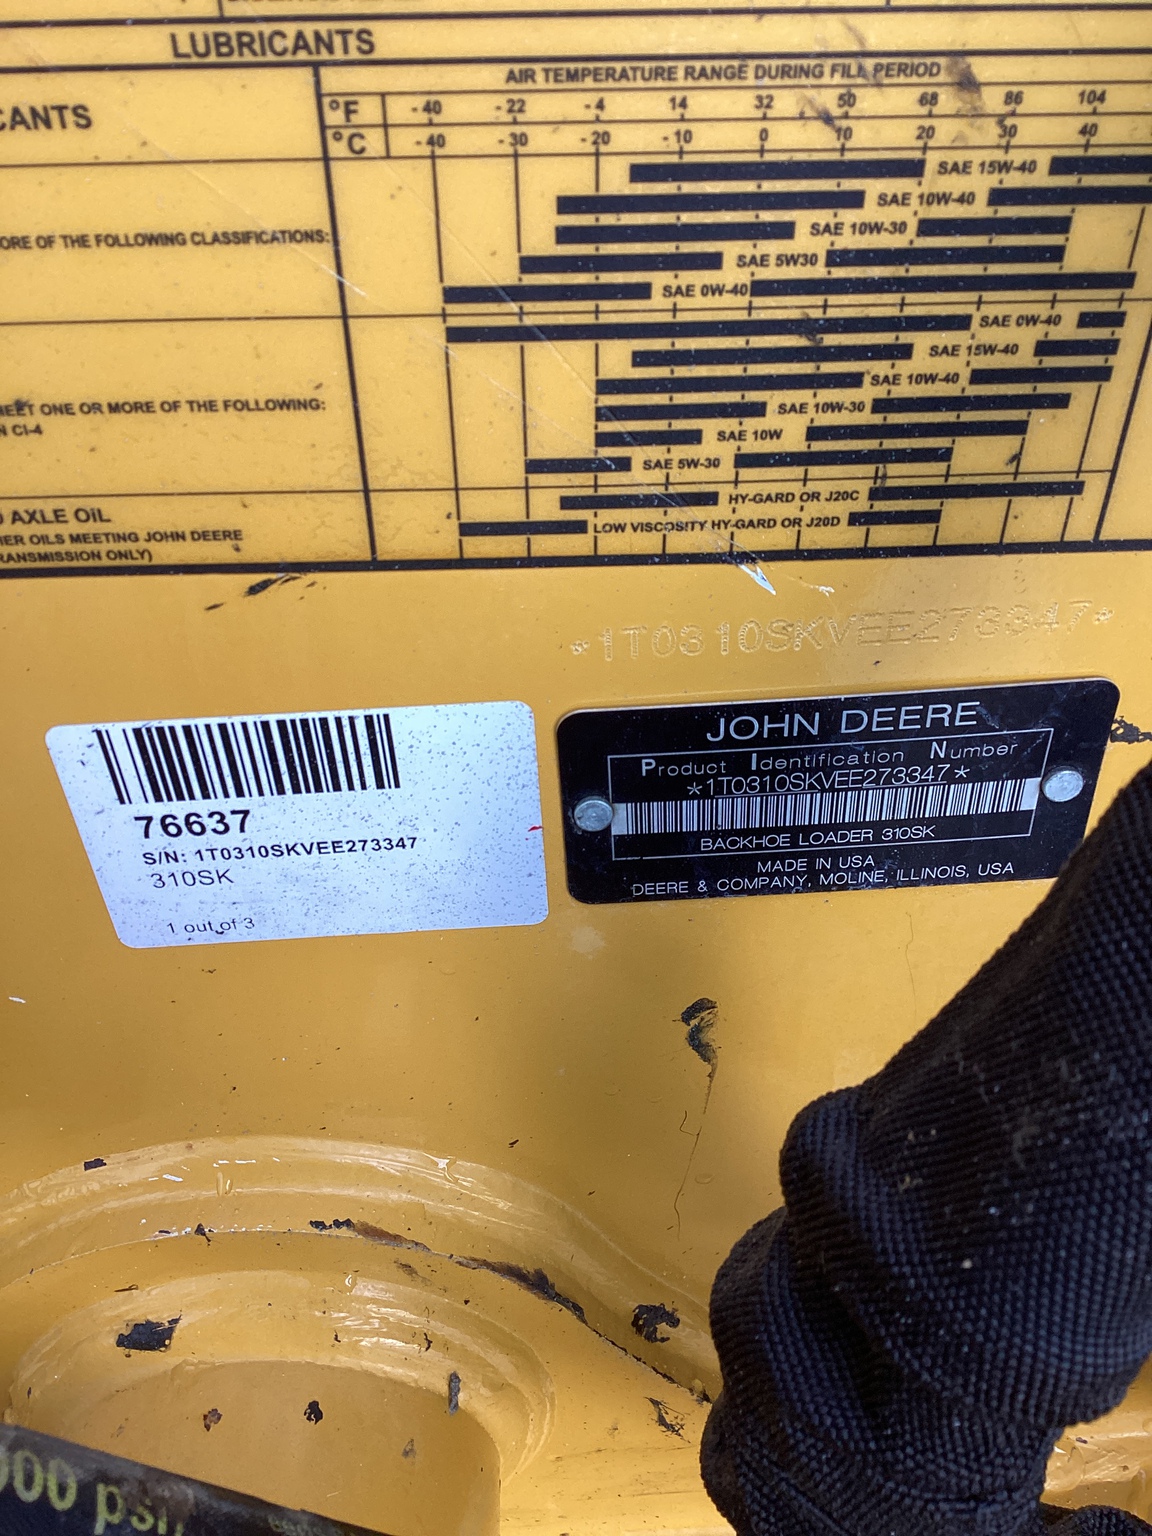 LUBRICANTS
AIR TEMPERATURE RANGE DURING FILL PERIOD
°F -40 -22 -4 14 32 50 68 86 104
CANTS
°C -40 -30 -20 -10 0 10 20 30 40
SAE 15W-40
SAE 10W-40
SAE 10W-30
ORE OF THE FOLLOWING CLASSIFICATIONS:
SAE 5W30
SAE 0W-40
SAE 0W-40
SAE 15W-40
SAE 10W-40
MEET ONE OR MORE OF THE FOLLOWING:
SAE 10W-30
N CI-4
SAE 10W
SAE 5W-30
HY-GARD OR J20C
AXLE OIL
LOW VISCOSITY HY-GARD OR J20D
HER OILS MEETING JOHN DEERE
RANSMISSION ONLY)
*1T0310SKVEE273347*
JOHN DEERE
Product Identification Number
*1T0310SKVEE273347*
BACKHOE LOADER 310SK
MADE IN USA
DEERE & COMPANY, MOLINE, ILLINOIS, USA
76637
S/N: 1T0310SKVEE273347
310SK
1 out of 3
000 psi